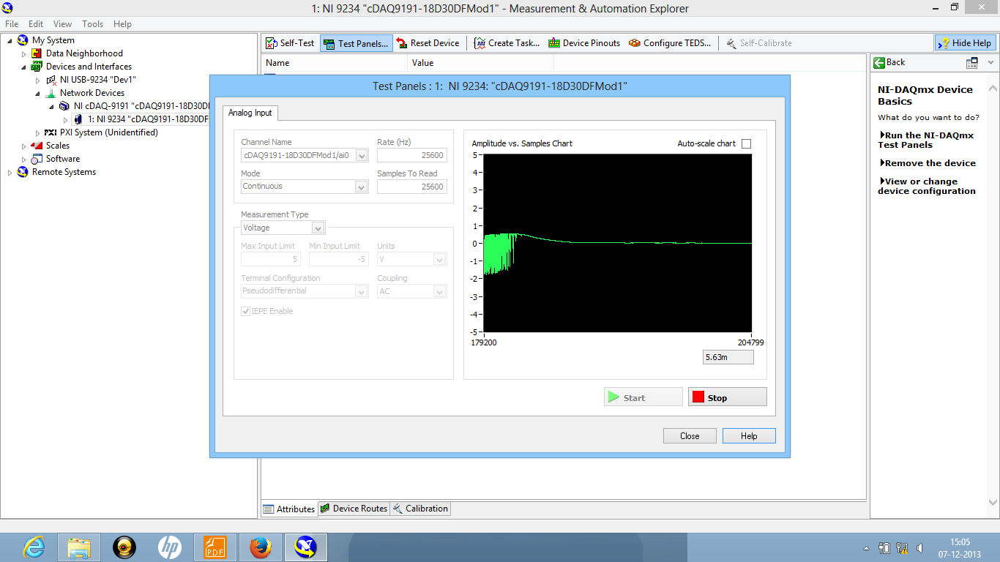 1: NI 9234 "cDAQ9191-18D30DFMod1" - Measurement & Automation Explorer
File Edit View Tools Help
My System
Data Neighborhood
Devices and Interfaces
NI USB-9234 "Dev1"
Network Devices
NI cDAQ-9191 "cDAQ9191-18D30DF
1: NI 9234 "cDAQ9191-18D30DF
PXI PXI System (Unidentified)
Scales
Software
Remote Systems
Self-Test Test Panels... Reset Device Create Task... Device Pinouts Configure TEDS... Self-Calibrate Hide Help
Name Value
Back
NI-DAQmx Device
Basics
What do you want to do?
Run the NI-DAQmx
Test Panels
Remove the device
View or change
device configuration
Test Panels : 1: NI 9234: "cDAQ9191-18D30DFMod1"
Analog Input
Channel Name Rate (Hz)
cDAQ9191-18D30DFMod1/ai0 25600
Mode Samples To Read
Continuous 25600
Measurement Type
Voltage
Max Input Limit Min Input Limit Units
5 -5 V
Terminal Configuration Coupling
Pseudodifferential AC
IEPE Enable
Amplitude vs. Samples Chart Auto-scale chart
5
4
3
2
1
0
-1
-2
-3
-4
-5
179200 204799
5.63m
Start Stop
Close Help
Attributes Device Routes Calibration
hp
PDF
15:05
07-12-2013